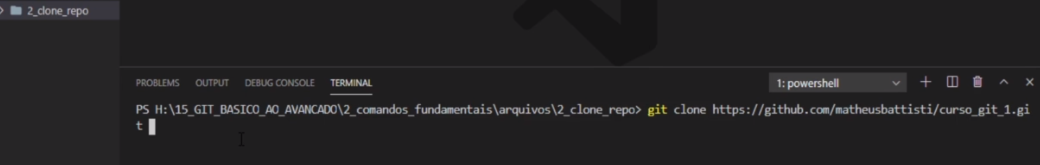 2_clone_repo
PROBLEMS OUTPUT DEBUG CONSOLE TERMINAL 1: powershell
PS H:\15_GIT_BASICO_AO_AVANCADO\2_comandos_fundamentais\arquivos\2_clone_repo> git clone https://github.com/matheusbattisti/curso_git_1.gi
t